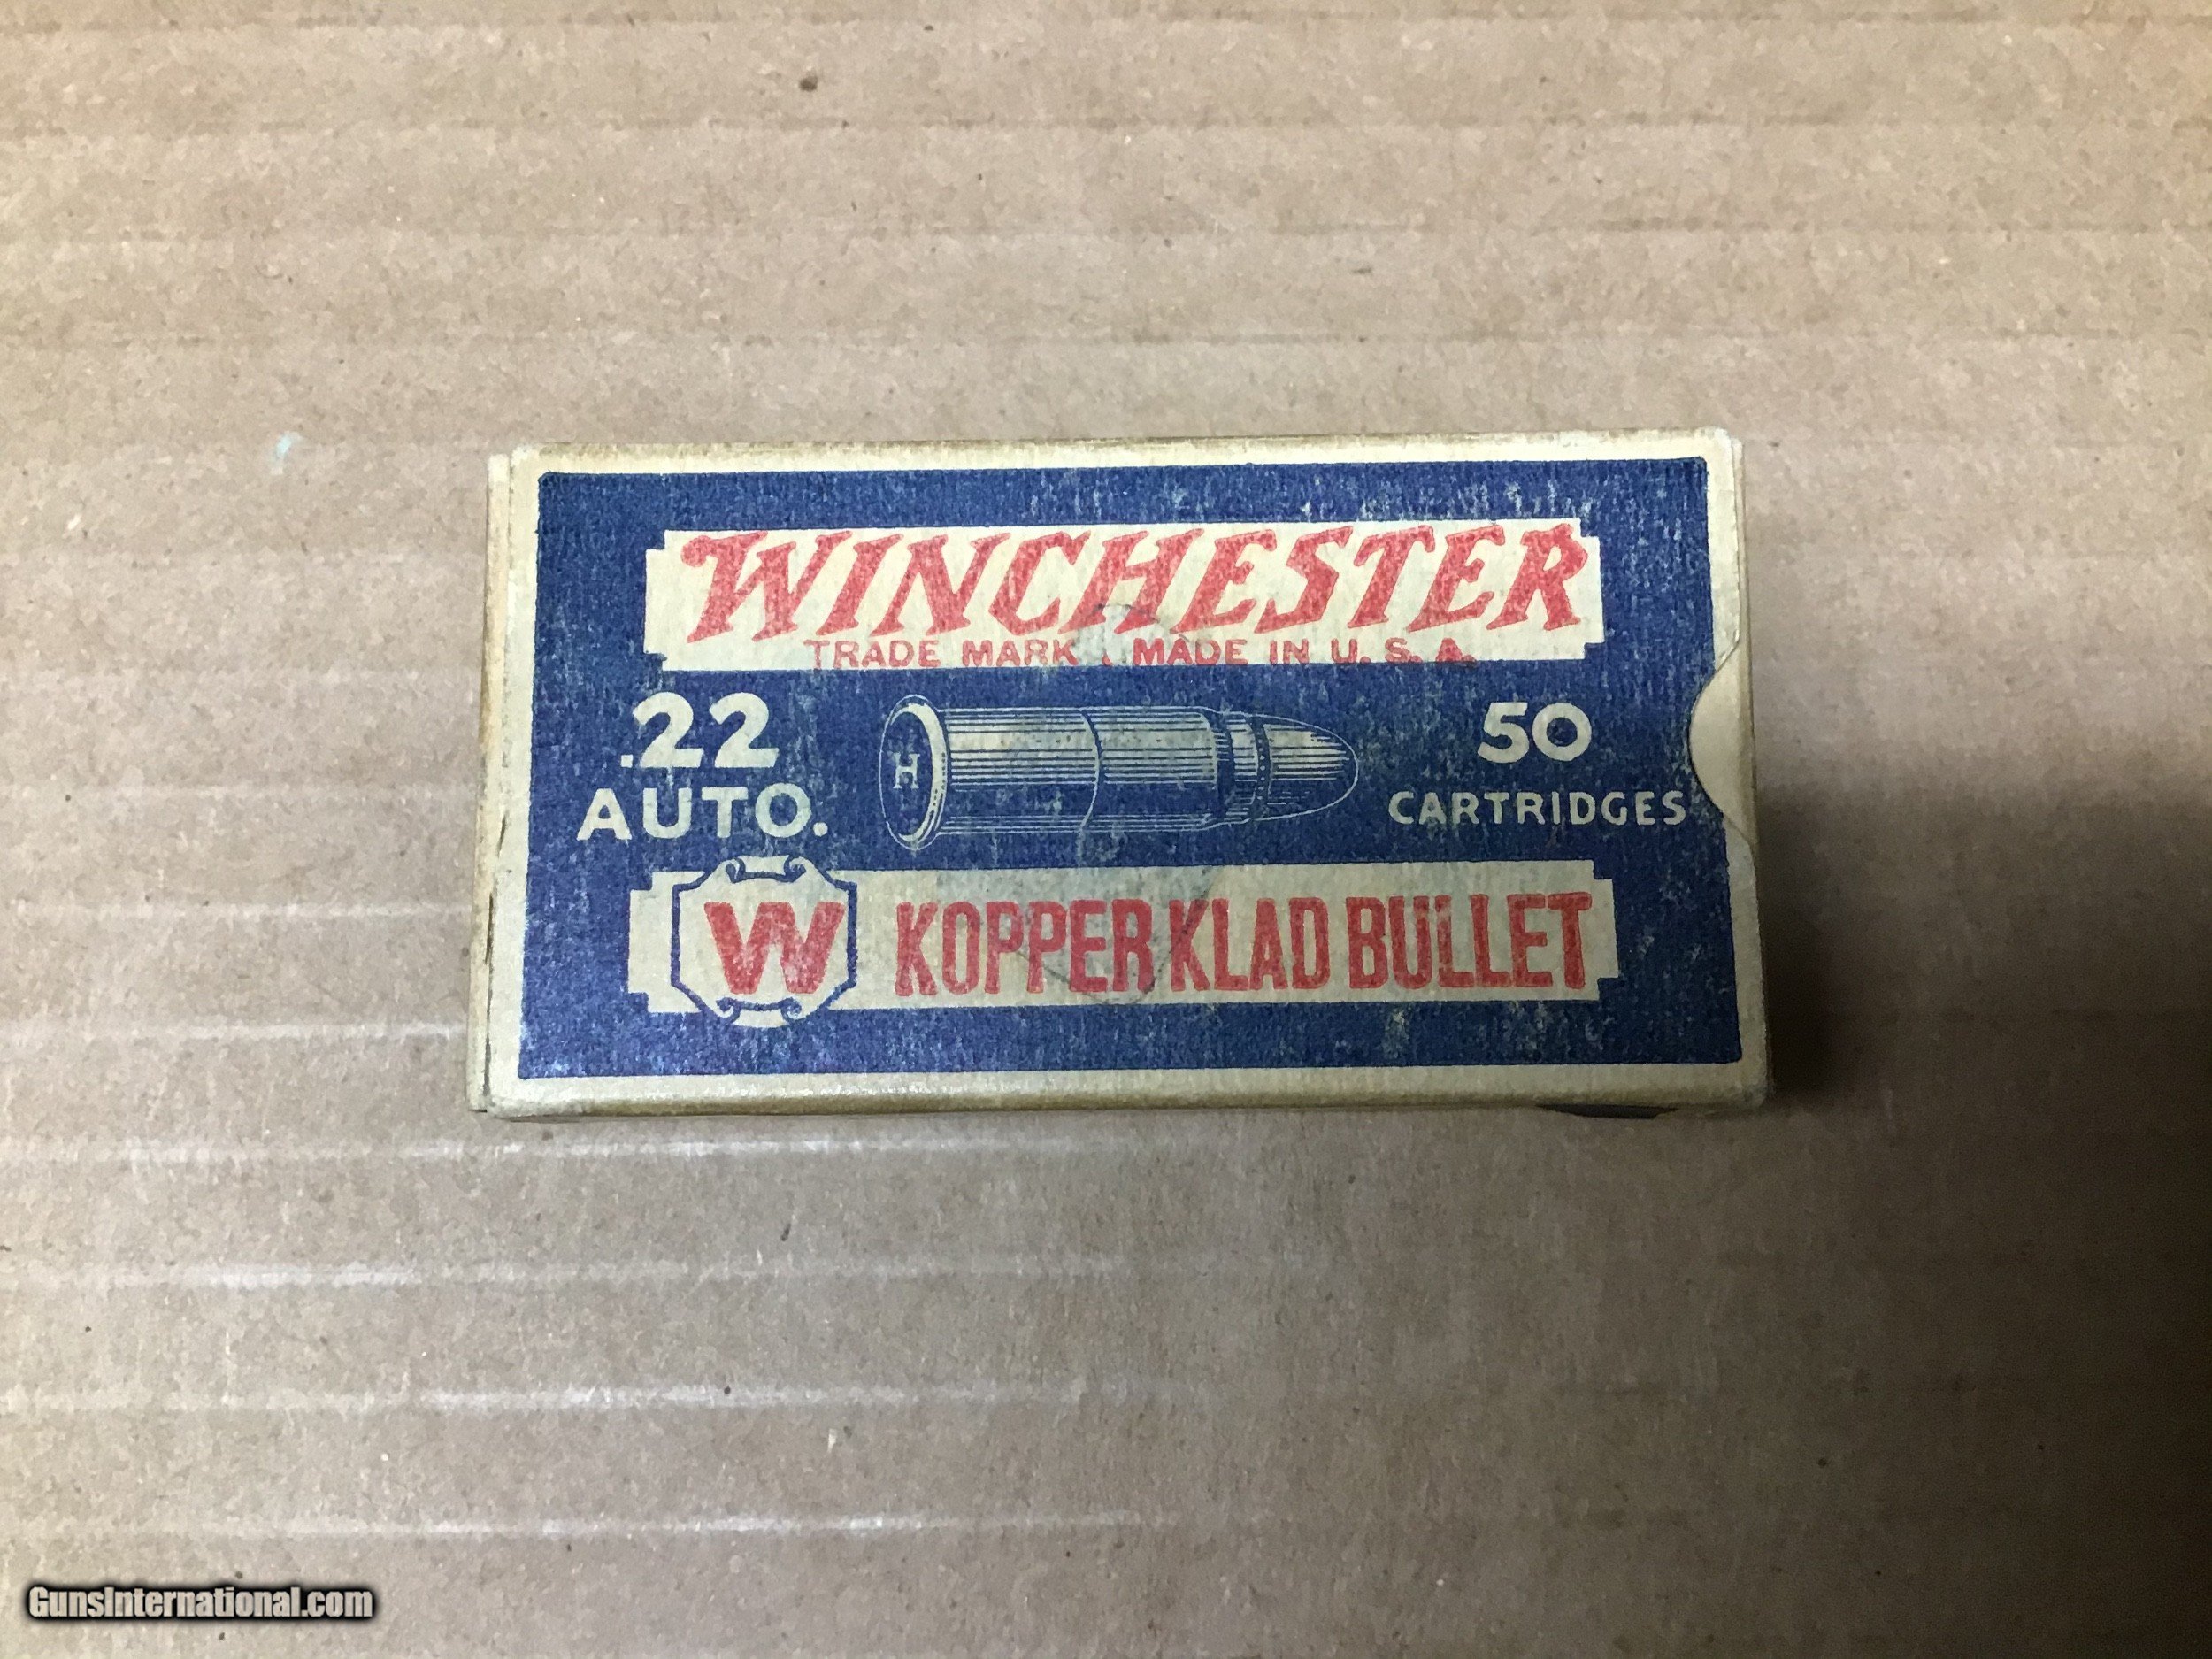 WINCHESTER
TRADE MARK . MADE IN U. S. A.
.22
AUTO.
H
50
CARTRIDGES
W
KOPPER KLAD BULLET
GunsInternational.com